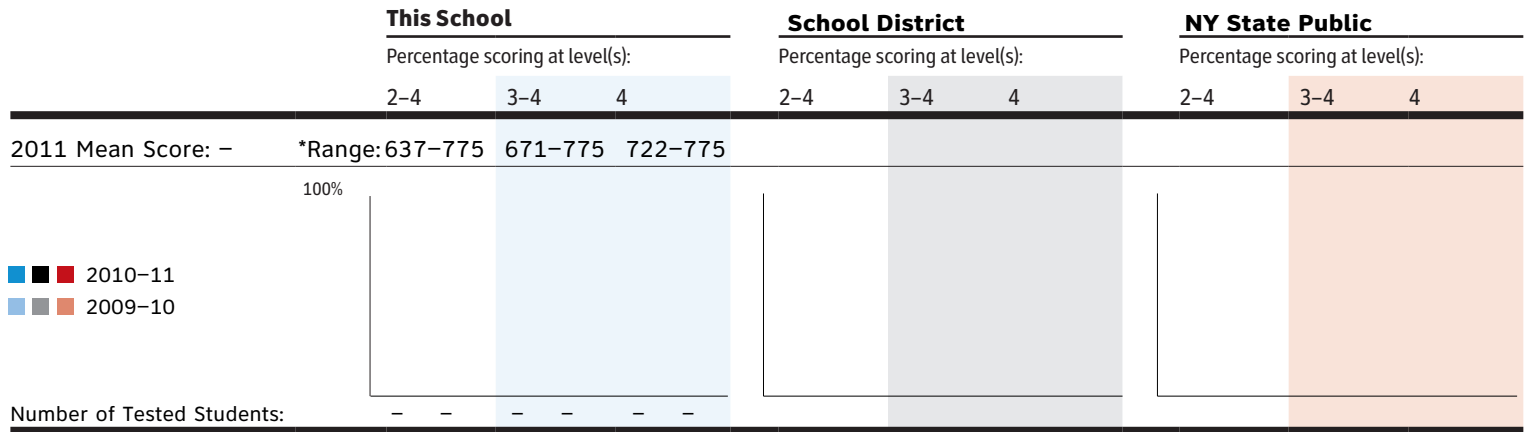 This School School District NY State Public
Percentage scoring at level(s): Percentage scoring at level(s): Percentage scoring at level(s):
2–4 3–4 4 2–4 3–4 4 2–4 3–4 4
2011 Mean Score: – *Range: 637–775 671–775 722–775
100%
2010–11
2009–10
Number of Tested Students: – – – – – –